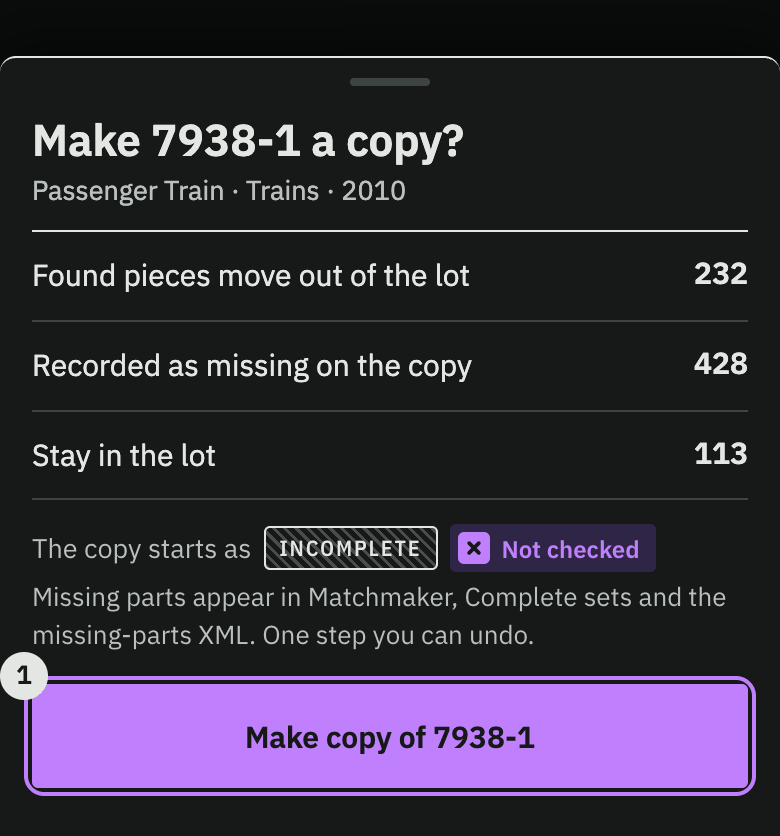 Make 7938-1 a copy?
Passenger Train · Trains · 2010
Found pieces move out of the lot 232
Recorded as missing on the copy 428
Stay in the lot 113
The copy starts as INCOMPLETE Not checked
Missing parts appear in Matchmaker, Complete sets and the
missing-parts XML. One step you can undo.
1
Make copy of 7938-1